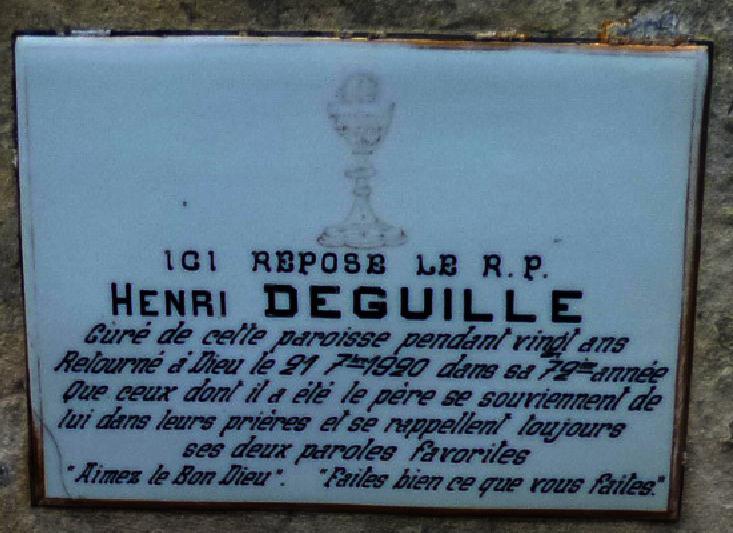 ICI REPOSE LE R.P.
HENRI DEGUILLE
Curé de cette paroisse pendant vingt ans
Retourné à Dieu le 21 7bre 1920 dans sa 72me année
Que ceux dont il a été le père se souviennent de
lui dans leurs prières et se rappellent toujours
ses deux paroles favorites
"Aimez le Bon Dieu". "Faites bien ce que vous faites."